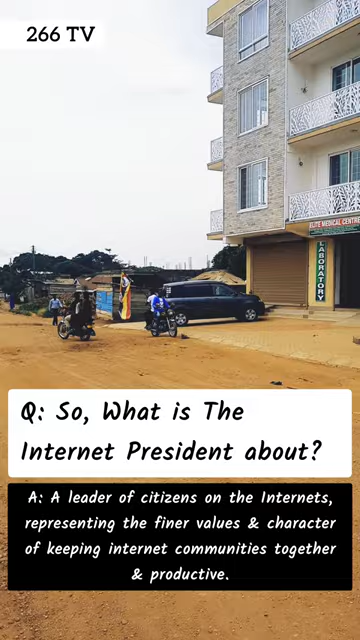 266 TV
ELITE MEDICAL CENTRE
LABORATORY
Q: So, What is The
Internet President about?
A: A leader of citizens on the Internets,
representing the finer values & character
of keeping internet communities together
& productive.